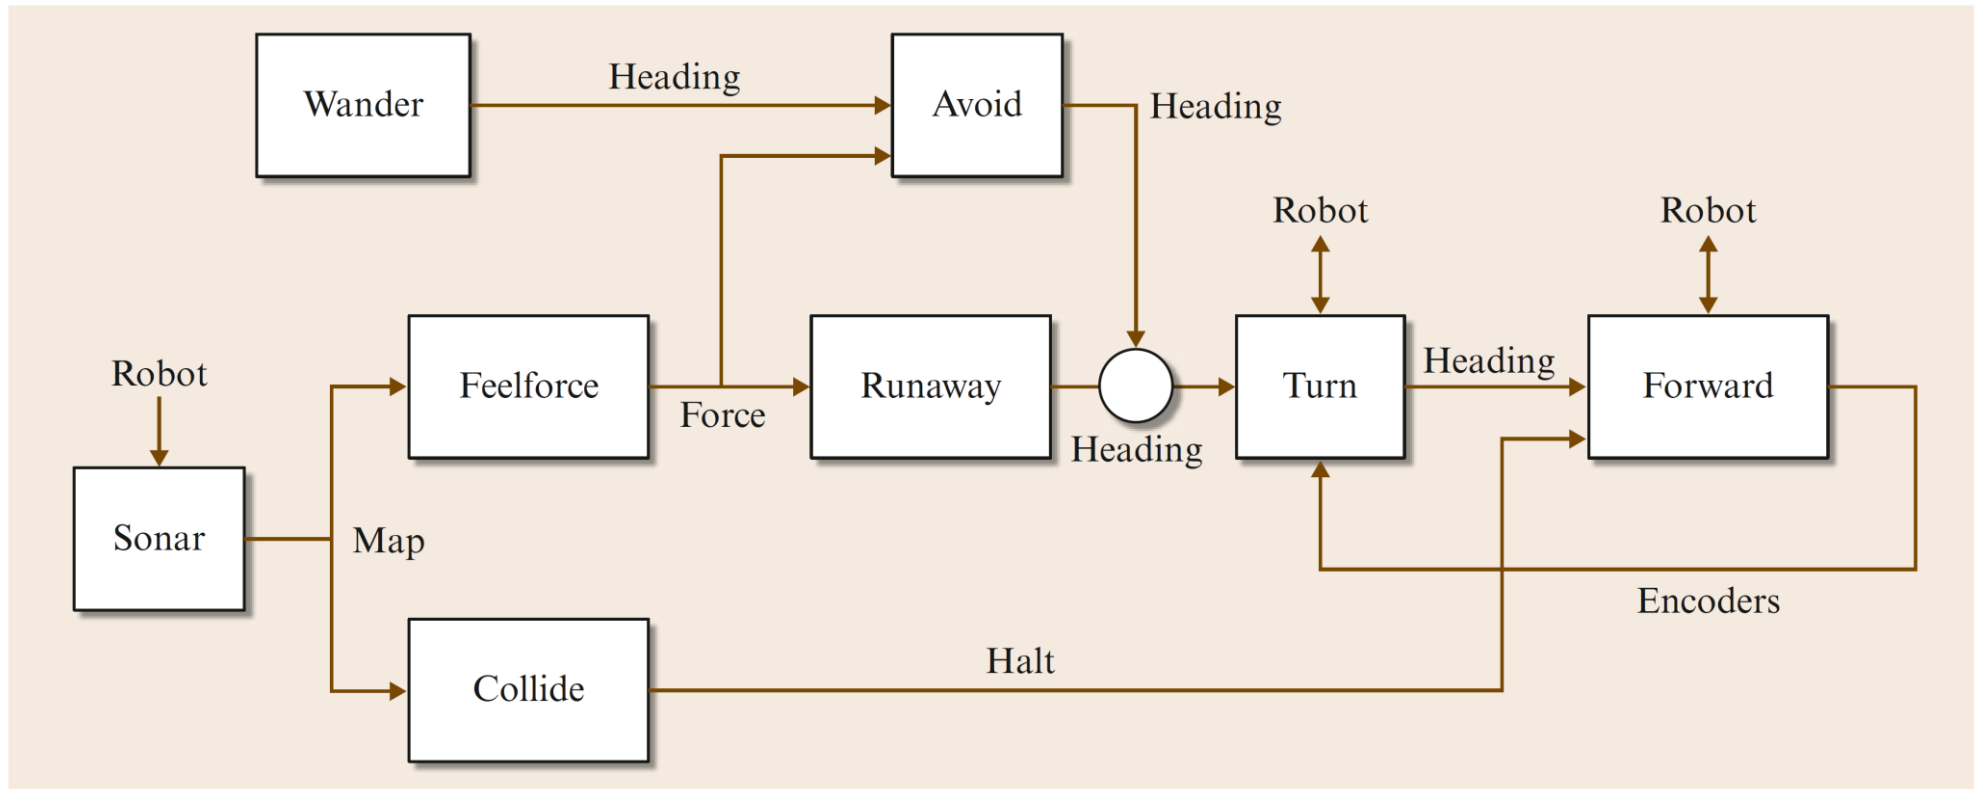 Wander
Heading
Avoid
Heading
Robot
Robot
Robot
Feelforce
Force
Runaway
Heading
Turn
Heading
Forward
Sonar
Map
Encoders
Collide
Halt